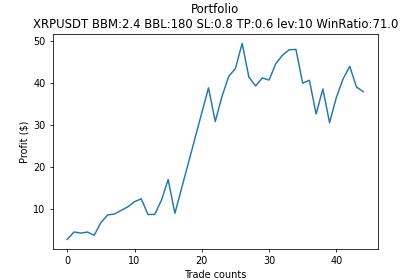 Portfolio
XRPUSDT BBM:2.4 BBL:180 SL:0.8 TP:0.6 lev:10 WinRatio:71.0
50
40
30
20
10
Profit ($)
0 10 20 30 40
Trade counts